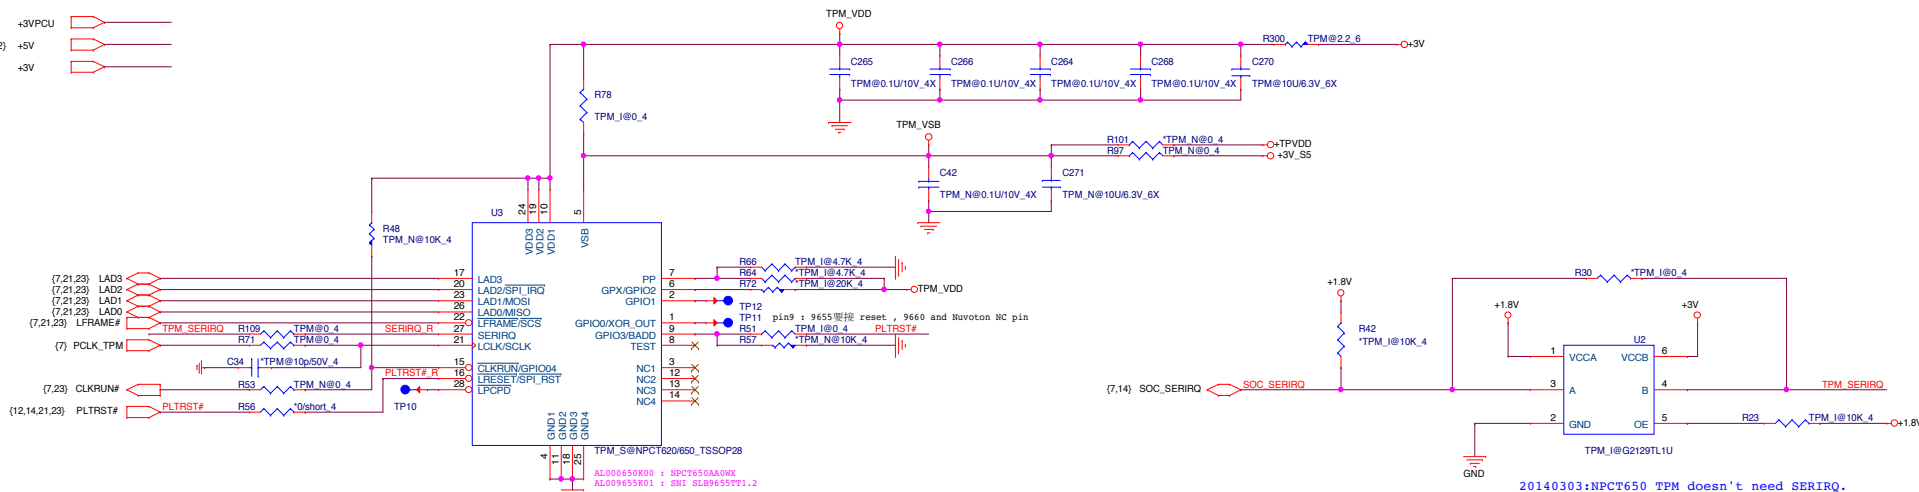 +3VPCU
2} +5V
+3V
TPM_VDD
R300 TPM@2.2_6 +3V
C265 C266 C264 C268 C270
TPM@0.1U/10V_4X TPM@0.1U/10V_4X TPM@0.1U/10V_4X TPM@0.1U/10V_4X TPM@10U/6.3V_6X
R78
TPM_I@0_4
TPM_VSB
R101 *TPM_N@0_4 +TPVDD
R97 TPM_N@0_4 +3V_S5
C42 C271
TPM_N@0.1U/10V_4X TPM_N@10U/6.3V_6X
U3
24 19 10 5
VDD3 VDD2 VDD1 VSB
R48
TPM_N@10K_4
{7,21,23} LAD3 17 LAD3
{7,21,23} LAD2 20 LAD2/SPI_IRQ
{7,21,23} LAD1 23 LAD1/MOSI
{7,21,23} LAD0 26 LAD0/MISO
{7,21,23} LFRAME# 22 LFRAME/SCS
TPM_SERIRQ R109 TPM@0_4 SERIRQ_R 27 SERIRQ
{7} PCLK_TPM R71 TPM@0_4 21 LCLK/SCLK
C34 *TPM@10p/50V_4
15 CLKRUN/GPIO04
PLTRST#_R 16 LRESET/SPI_RST
{7,23} CLKRUN# R53 TPM_N@0_4 28 LPCPD
TP10
{12,14,21,23} PLTRST# PLTRST# R56 *0/short_4
PP 7 R66 TPM_I@4.7K_4
R64 *TPM_I@4.7K_4
GPX/GPIO2 6 R72 *TPM_I@20K_4 TPM_VDD
GPIO1 2 TP12
GPIO0/XOR_OUT 1 TP11
pin9 : 9655要接 reset , 9660 and Nuvoton NC pin
GPIO3/BADD 9 R51 TPM_I@0_4 PLTRST#
TEST 8 R57 *TPM_N@10K_4
NC1 3
NC2 12
NC3 13
NC4 14
GND1 GND2 GND3 GND4
4 11 18 25
TPM_S@NPCT620/650_TSSOP28
AL000650K00 : NPCT650AA0WX
AL009655K01 : SNI SLB9655TT1.2
R30 *TPM_I@0_4
+1.8V
+1.8V +3V
R42
*TPM_I@10K_4
U2
1 VCCA VCCB 6
{7,14} SOC_SERIRQ SOC_SERIRQ 3 A B 4 TPM_SERIRQ
2 GND OE 5 R23 TPM_I@10K_4 +1.8V
TPM_I@G2129TL1U
GND
20140303:NPCT650 TPM doesn't need SERIRQ.